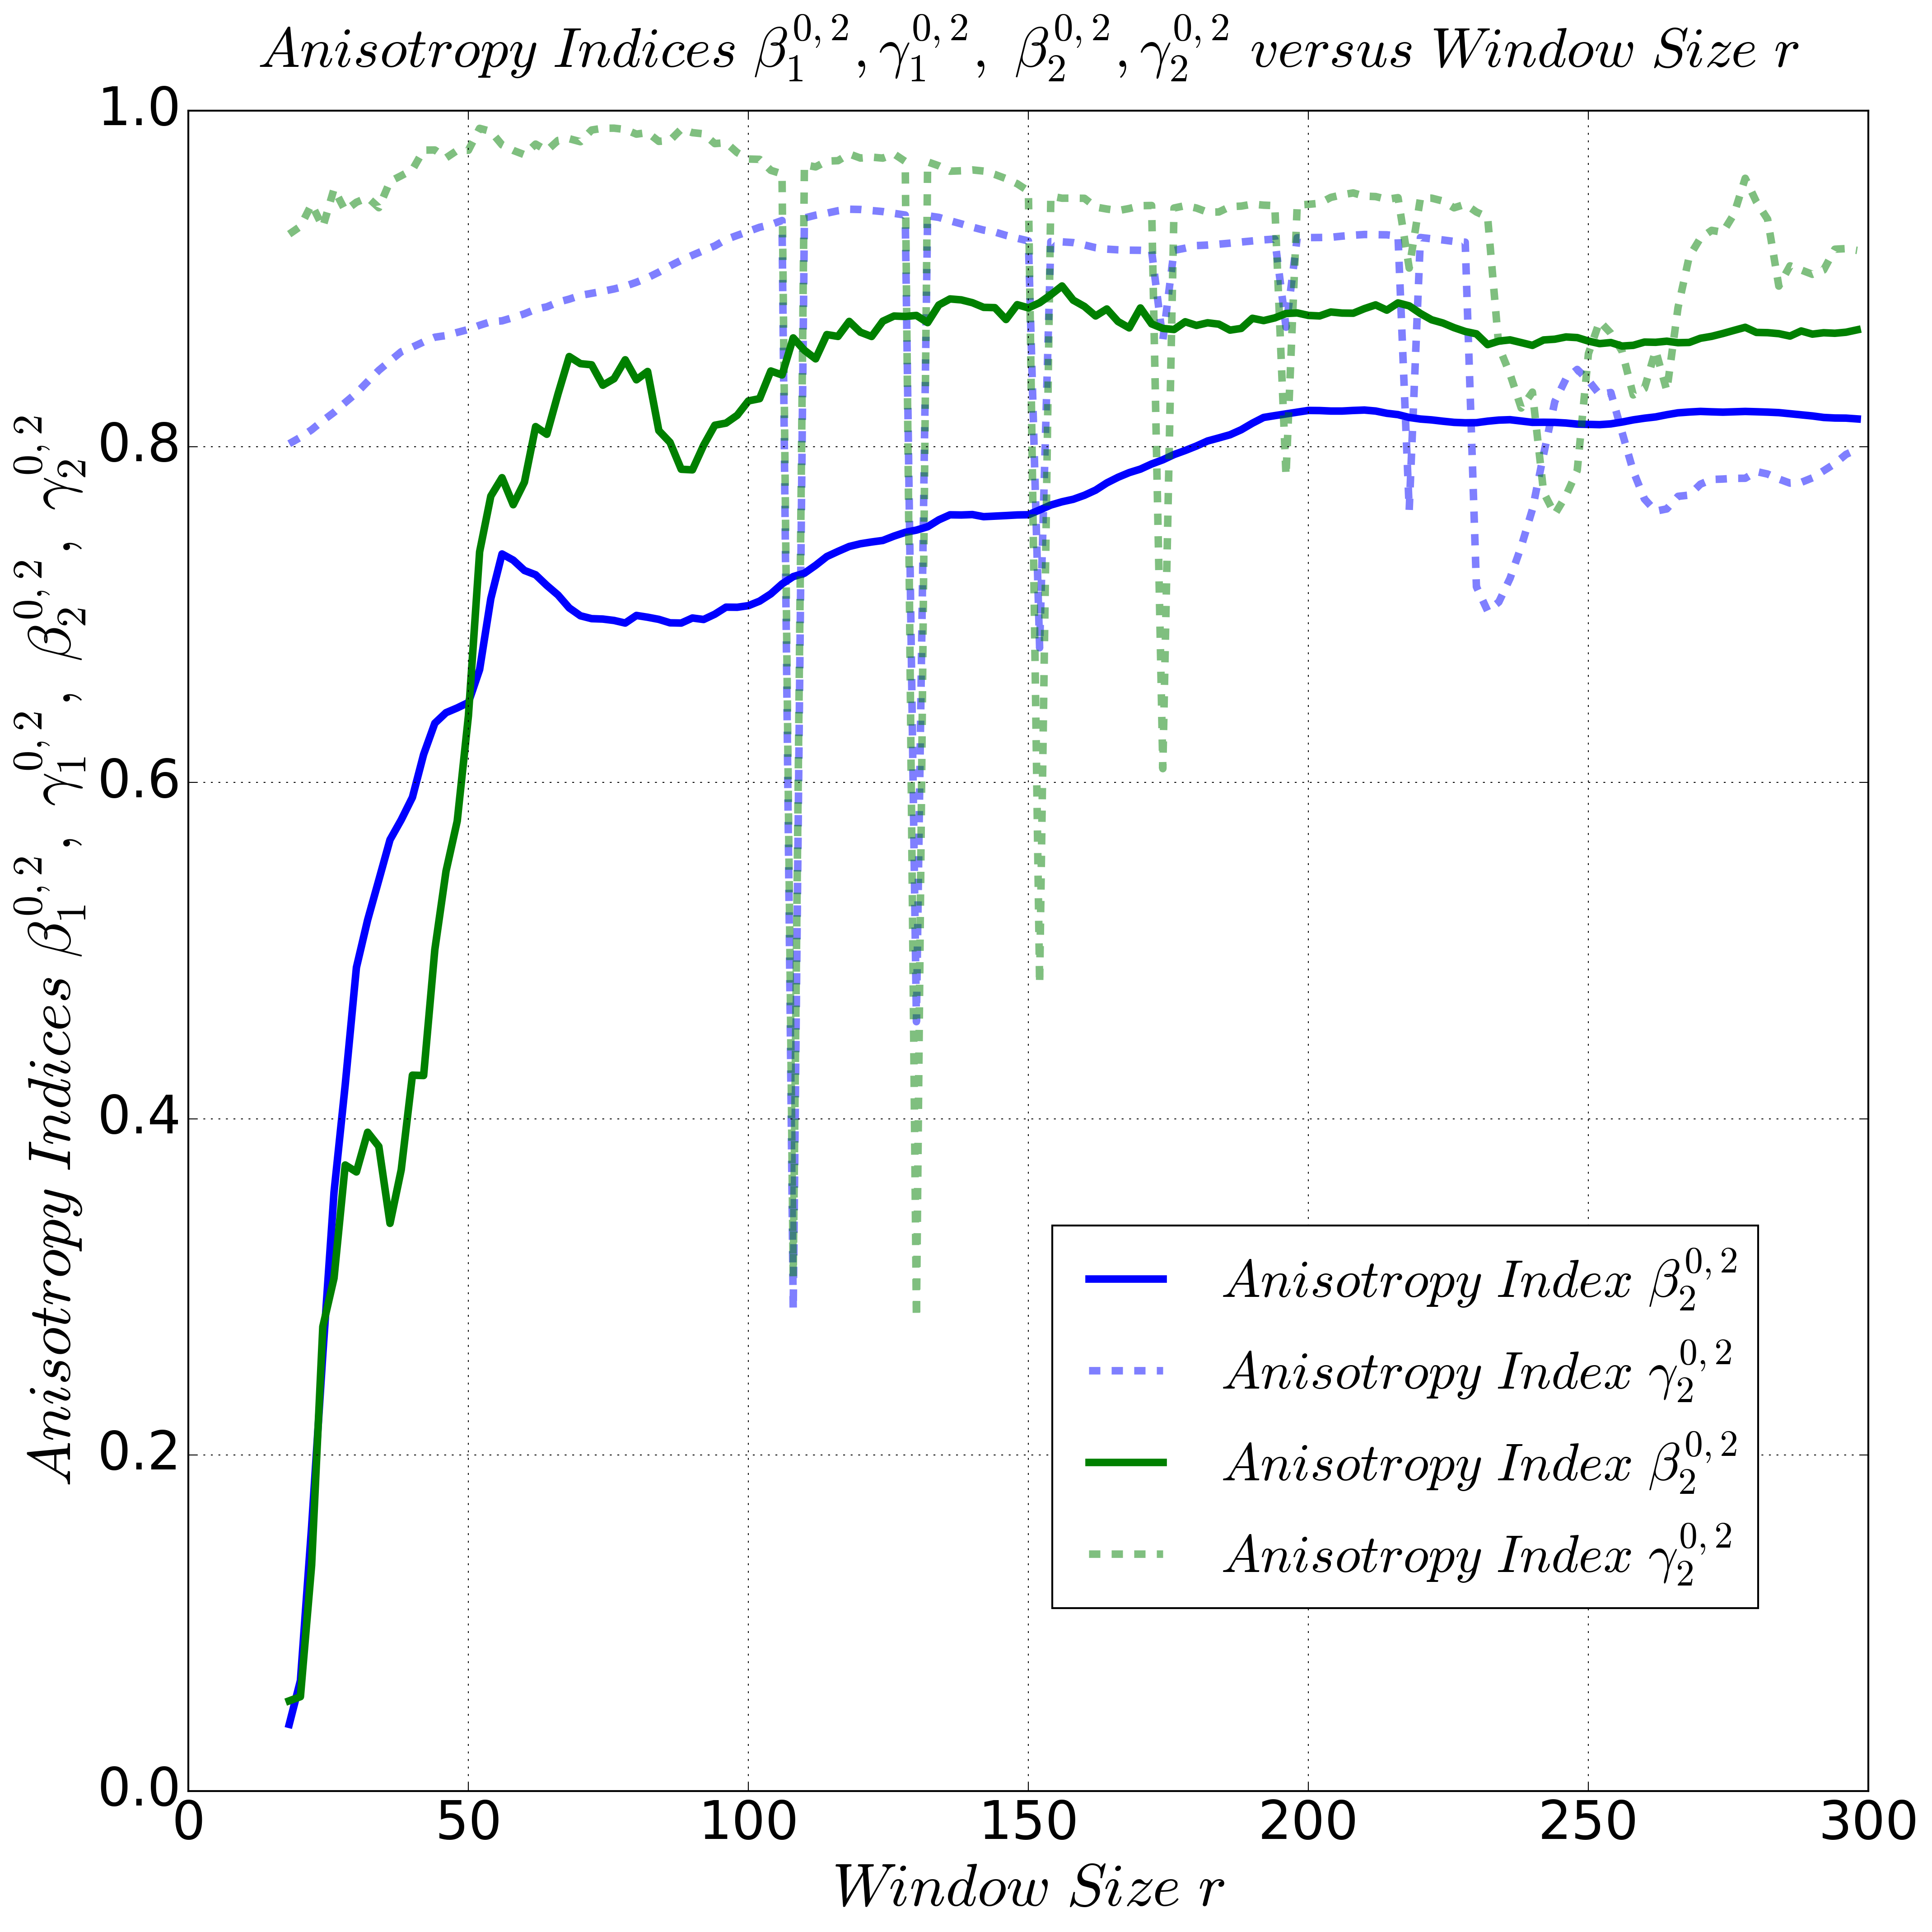 Anisotropy Indices β₁^{0,2}, γ₁^{0,2}, β₂^{0,2}, γ₂^{0,2} versus Window Size r
Anisotropy Indices β₁^{0,2}, γ₁^{0,2}, β₂^{0,2}, γ₂^{0,2}
1.0
0.8
0.6
0.4
0.2
0.0
Anisotropy Index β₂^{0,2}
Anisotropy Index γ₂^{0,2}
Anisotropy Index β₂^{0,2}
Anisotropy Index γ₂^{0,2}
0 50 100 150 200 250 300
Window Size r